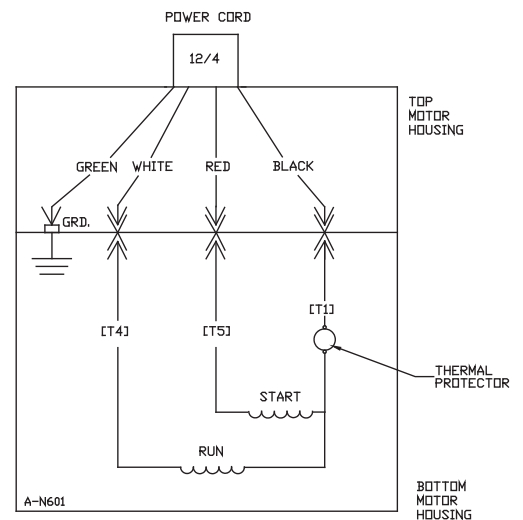 POWER CORD
12/4
TOP
MOTOR
HOUSING
GREEN
WHITE
RED
BLACK
GRD.
[T1]
[T4]
[T5]
THERMAL
PROTECTOR
START
RUN
A-N601
BOTTOM
MOTOR
HOUSING